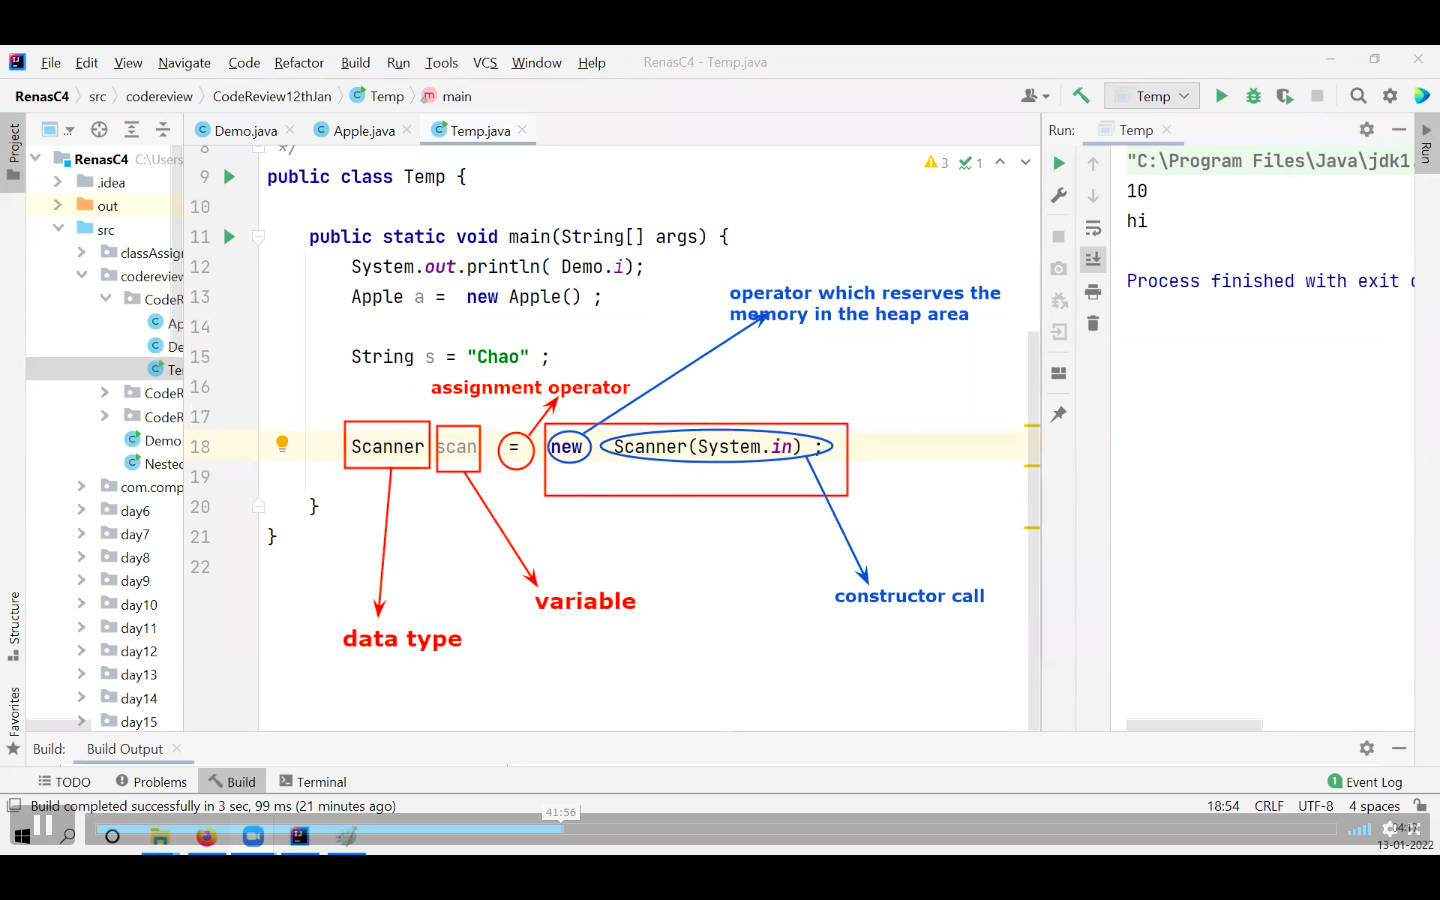 File Edit View Navigate Code Refactor Build Run Tools VCS Window Help RenasC4 - Temp.java
RenasC4 src codereview CodeReview12thJan Temp main Temp
Project
Demo.java Apple.java Temp.java
Run: Temp
Run
RenasC4 C:\Users
.idea
out
src
classAssig
codereview
CodeR
Ap
De
Te
CodeR
CodeR
Demo
Nested
com.comp
day6
day7
day8
day9
day10
day11
day12
day13
day14
day15
Structure
Favorites
8 */
9 public class Temp {
10
11 public static void main(String[] args) {
12 System.out.println( Demo.i);
13 Apple a = new Apple() ;
14
15 String s = "Chao" ;
16
17
18 Scanner scan = new Scanner(System.in) ;
19
20 }
21 }
22
3 1
operator which reserves the
memory in the heap area
assignment operator
variable
constructor call
data type
"C:\Program Files\Java\jdk1.
10
hi
Process finished with exit c
Build: Build Output
TODO Problems Build Terminal
1 Event Log
Build completed successfully in 3 sec, 99 ms (21 minutes ago)
18:54 CRLF UTF-8 4 spaces
41:56
13-01-2022